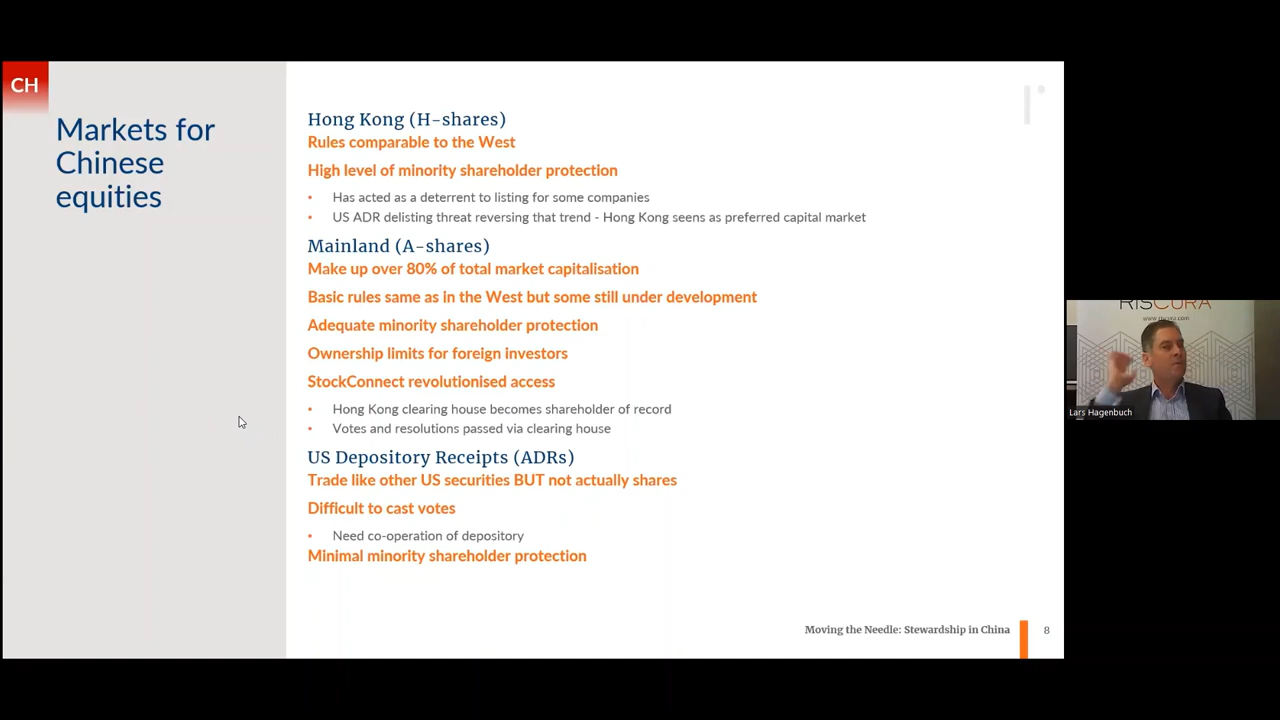 CH
Markets for
Chinese
equities
Hong Kong (H-shares)
Rules comparable to the West
High level of minority shareholder protection
• Has acted as a deterrent to listing for some companies
• US ADR delisting threat reversing that trend - Hong Kong seens as preferred capital market
Mainland (A-shares)
Make up over 80% of total market capitalisation
Basic rules same as in the West but some still under development
Adequate minority shareholder protection
Ownership limits for foreign investors
StockConnect revolutionised access
• Hong Kong clearing house becomes shareholder of record
• Votes and resolutions passed via clearing house
US Depository Receipts (ADRs)
Trade like other US securities BUT not actually shares
Difficult to cast votes
• Need co-operation of depository
Minimal minority shareholder protection
Moving the Needle: Stewardship in China
8
RISCURA
www.riscura.com
Lars Hagenbuch